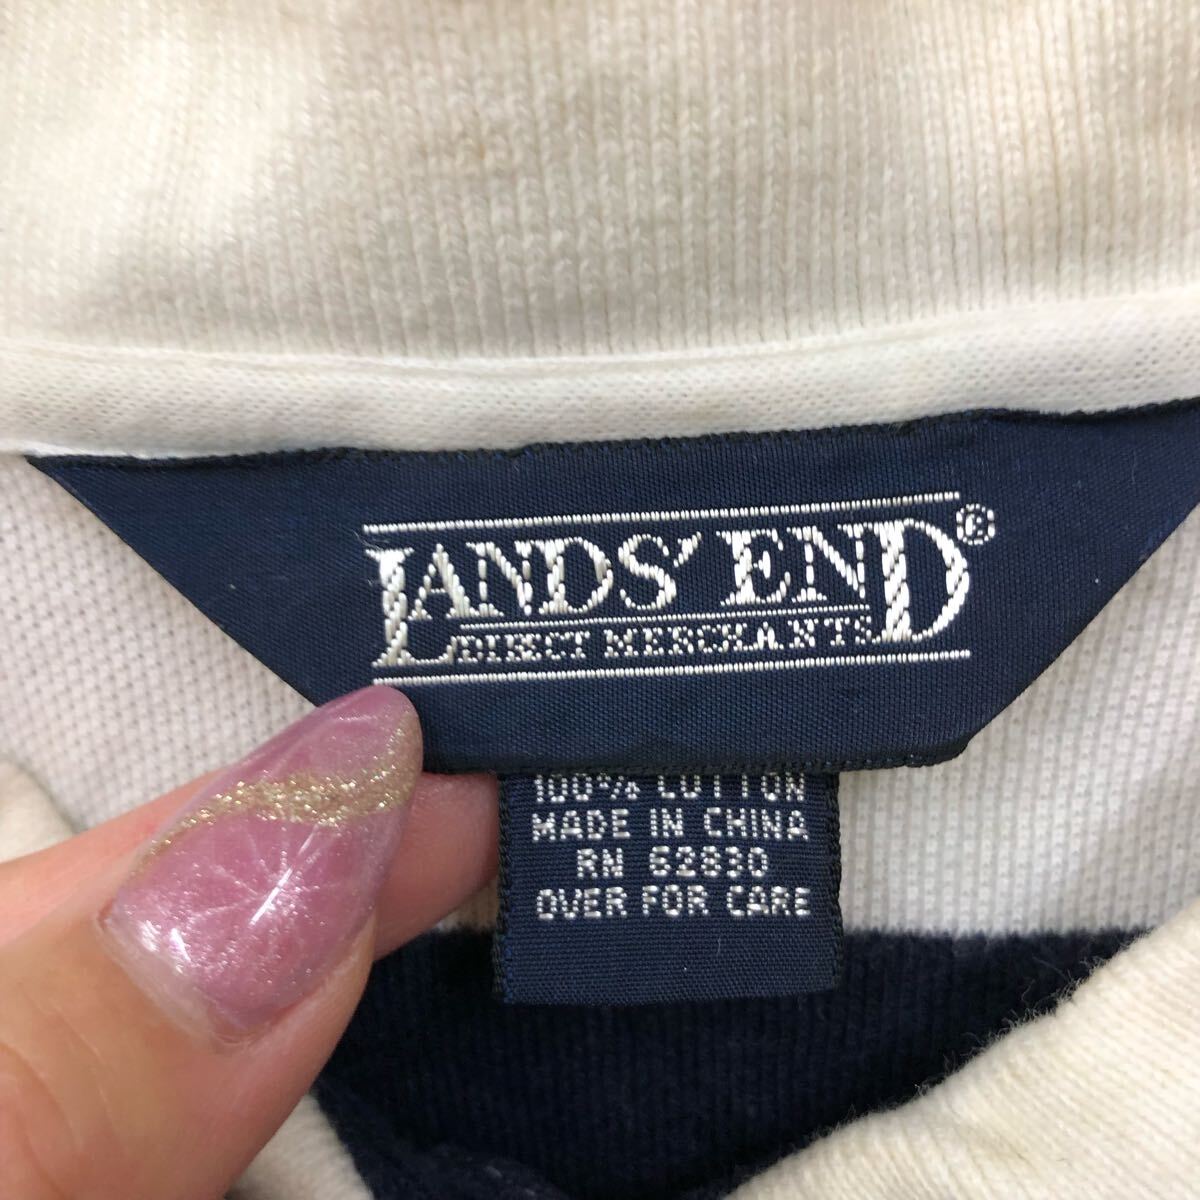 LANDS' END®
DIRECT MERCHANTS
100% COTTON
MADE IN CHINA
RN 62830
OVER FOR CARE